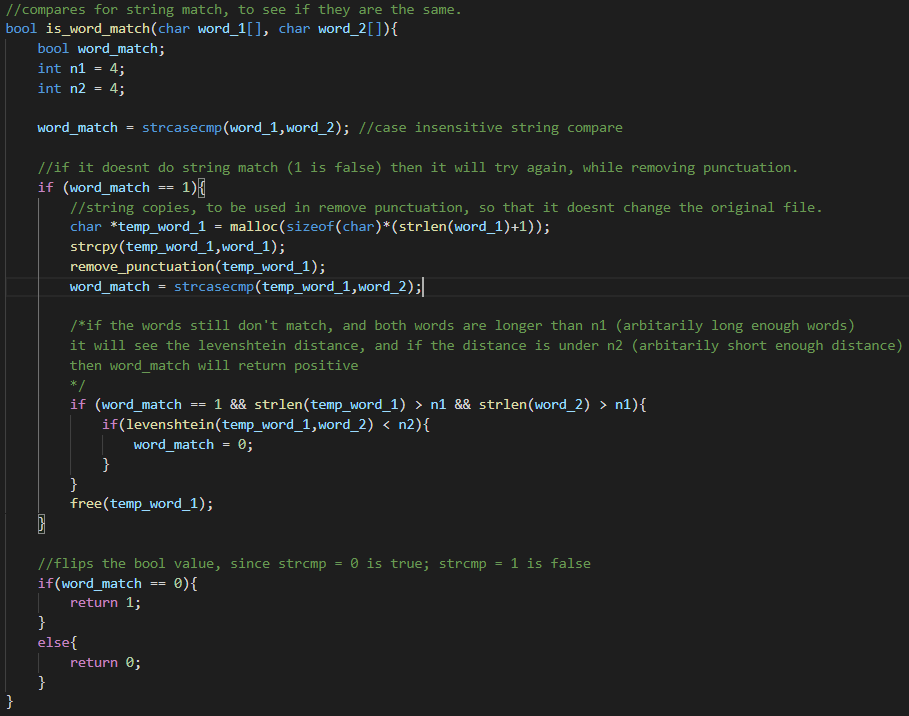 //compares for string match, to see if they are the same.
bool is_word_match(char word_1[], char word_2[]){
    bool word_match;
    int n1 = 4;
    int n2 = 4;

    word_match = strcasecmp(word_1,word_2); //case insensitive string compare

    //if it doesnt do string match (1 is false) then it will try again, while removing punctuation.
    if (word_match == 1){
        //string copies, to be used in remove punctuation, so that it doesnt change the original file.
        char *temp_word_1 = malloc(sizeof(char)*(strlen(word_1)+1));
        strcpy(temp_word_1,word_1);
        remove_punctuation(temp_word_1);
        word_match = strcasecmp(temp_word_1,word_2);

        /*if the words still don't match, and both words are longer than n1 (arbitarily long enough words)
        it will see the levenshtein distance, and if the distance is under n2 (arbitarily short enough distance)
        then word_match will return positive
        */
        if (word_match == 1 && strlen(temp_word_1) > n1 && strlen(word_2) > n1){
            if(levenshtein(temp_word_1,word_2) < n2){
                word_match = 0;
            }
        }
        free(temp_word_1);
    }

    //flips the bool value, since strcmp = 0 is true; strcmp = 1 is false
    if(word_match == 0){
        return 1;
    }
    else{
        return 0;
    }
}